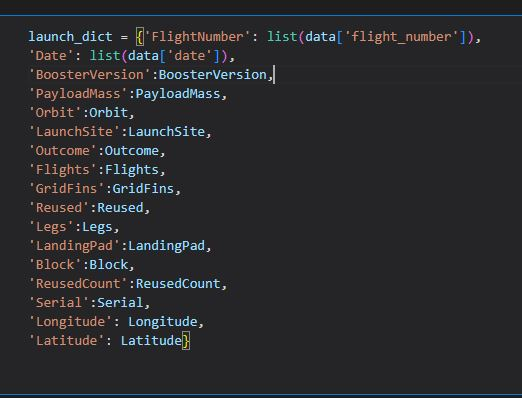 launch_dict = {'FlightNumber': list(data['flight_number']),
'Date': list(data['date']),
'BoosterVersion':BoosterVersion,
'PayloadMass':PayloadMass,
'Orbit':Orbit,
'LaunchSite':LaunchSite,
'Outcome':Outcome,
'Flights':Flights,
'GridFins':GridFins,
'Reused':Reused,
'Legs':Legs,
'LandingPad':LandingPad,
'Block':Block,
'ReusedCount':ReusedCount,
'Serial':Serial,
'Longitude': Longitude,
'Latitude': Latitude}